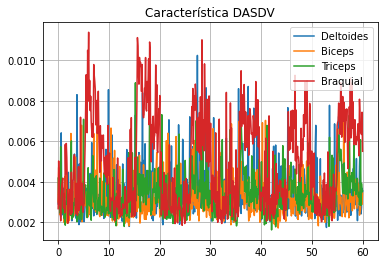 Característica DASDV
Deltoides
Biceps
Triceps
Braquial
0.010
0.008
0.006
0.004
0.002
0 10 20 30 40 50 60